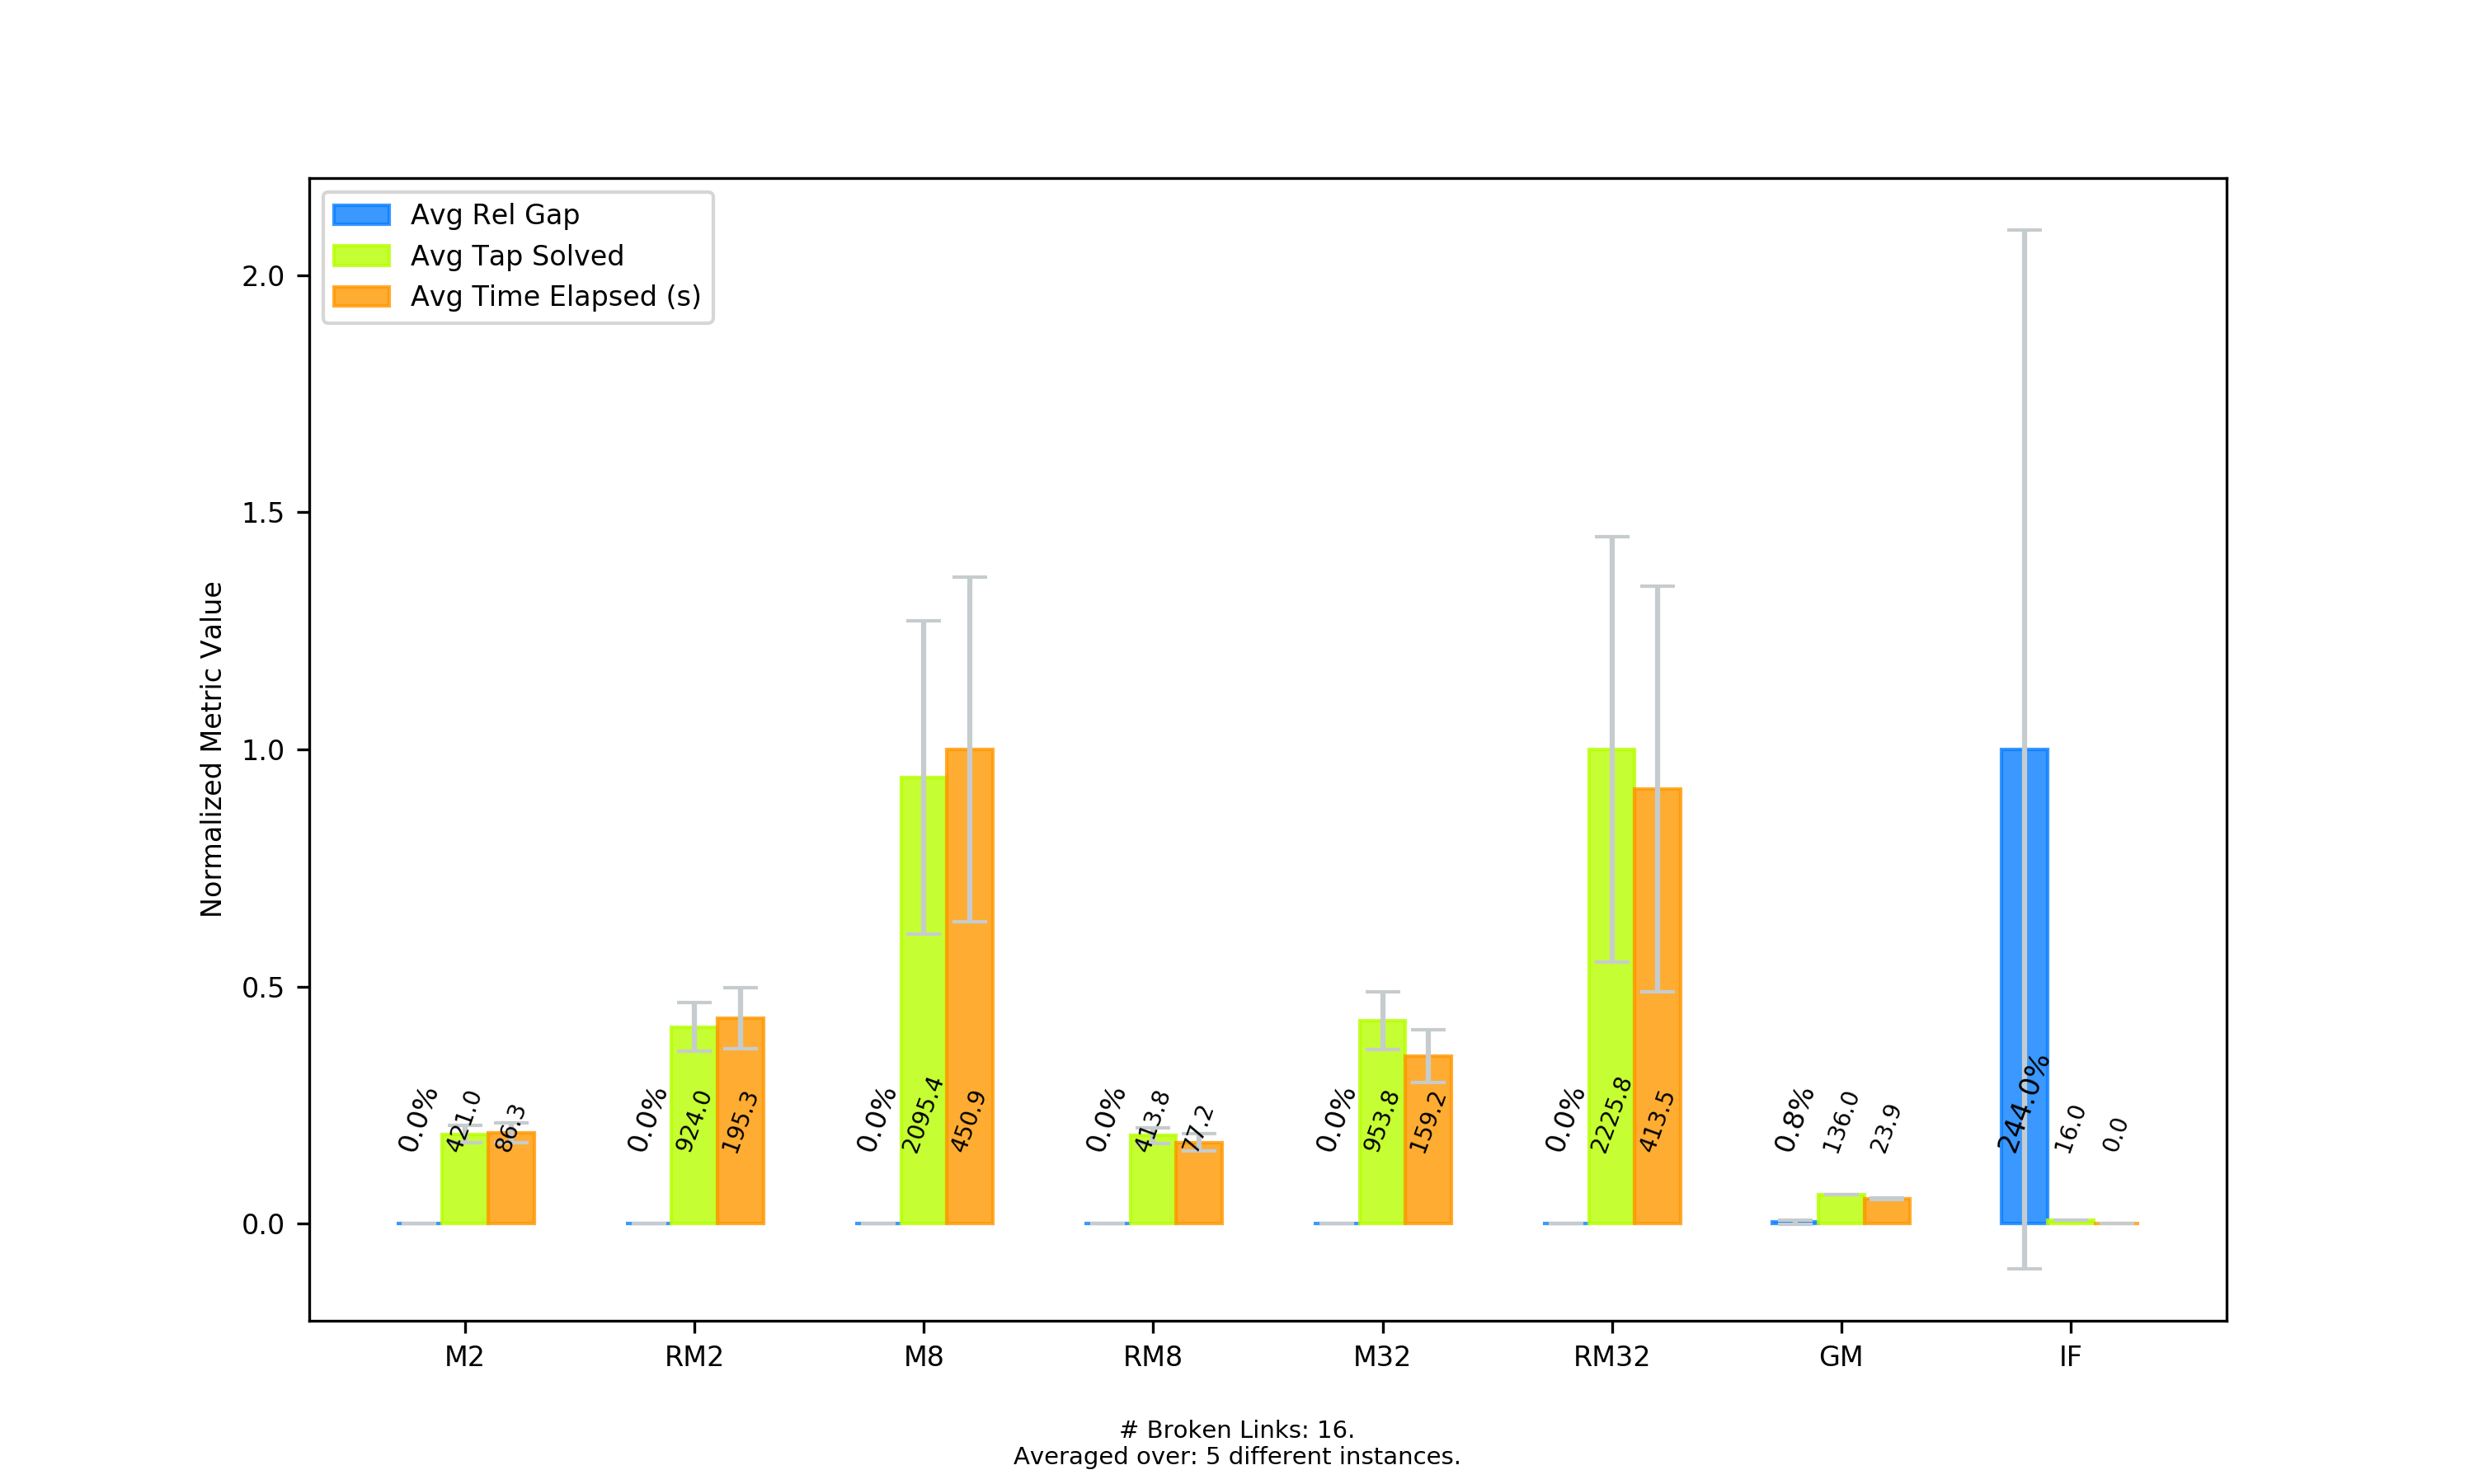 Avg Rel Gap
Avg Tap Solved
Avg Time Elapsed (s)
Normalized Metric Value
2.0
1.5
1.0
0.5
0.0
0.0% 421.0 86.3
0.0% 924.0 195.3
0.0% 2095.4 450.9
0.0% 413.8 77.2
0.0% 953.8 159.2
0.0% 2225.8 413.5
0.8% 136.0 23.9
244.0% 16.0 0.0
M2 RM2 M8 RM8 M32 RM32 GM IF
# Broken Links: 16.
Averaged over: 5 different instances.